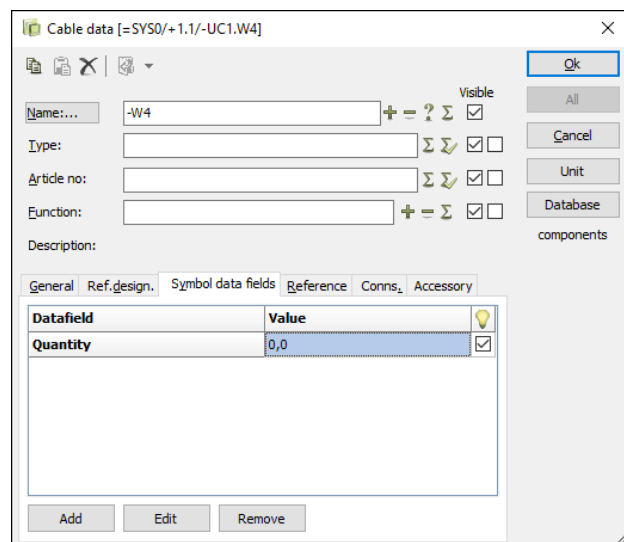 Cable data [=SYS0/+1.1/-UC1.W4]
Ok
Visible
All
Name:...
-W4
Type:
Cancel
Article no:
Unit
Function:
Database
components
Description:
General Ref.design. Symbol data fields Reference Conns. Accessory
Datafield Value
Quantity 0,0
Add Edit Remove